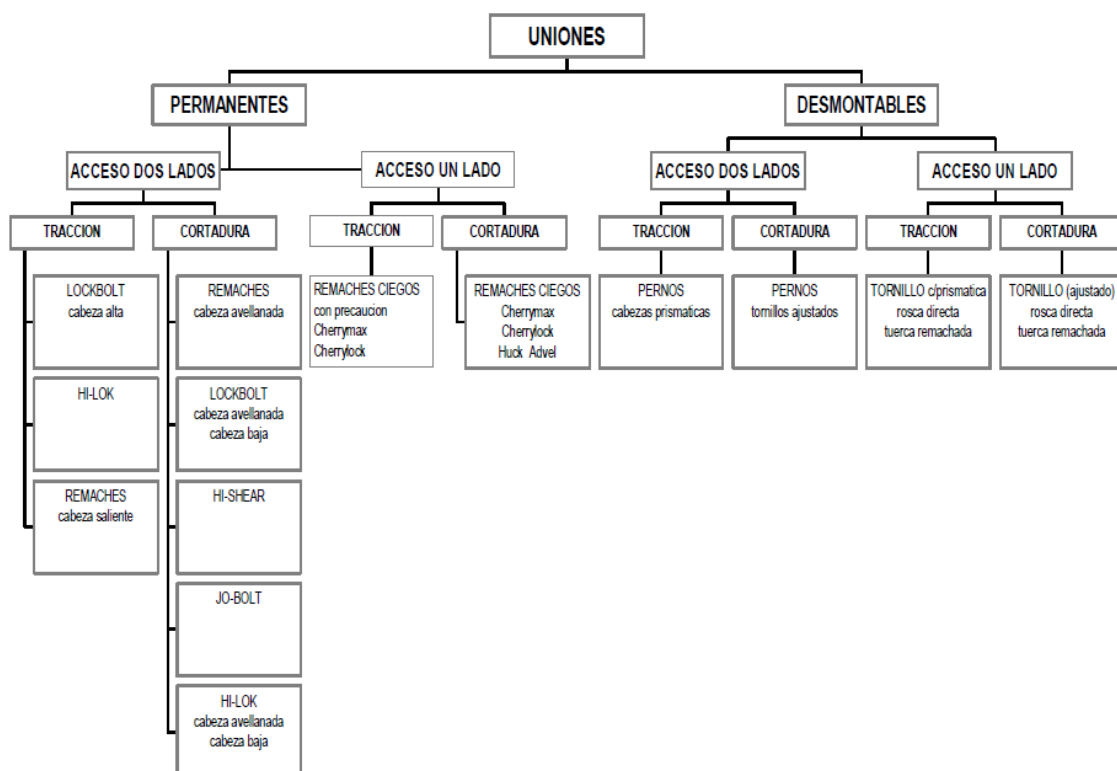 UNIONES
PERMANENTES
DESMONTABLES
ACCESO DOS LADOS
ACCESO UN LADO
ACCESO DOS LADOS
ACCESO UN LADO
TRACCION
CORTADURA
TRACCION
CORTADURA
TRACCION
CORTADURA
TRACCION
CORTADURA
LOCKBOLT
cabeza alta
HI-LOK
REMACHES
cabeza saliente
REMACHES
cabeza avellanada
LOCKBOLT
cabeza avellanada
cabeza baja
HI-SHEAR
JO-BOLT
HI-LOK
cabeza avellanada
cabeza baja
REMACHES CIEGOS
con precaucion
Cherrymax
Cherrylock
REMACHES CIEGOS
Cherrymax
Cherrylock
Huck Advel
PERNOS
cabezas prismaticas
PERNOS
tornillos ajustados
TORNILLO c/prismatica
rosca directa
tuerca remachada
TORNILLO (ajustado)
rosca directa
tuerca remachada